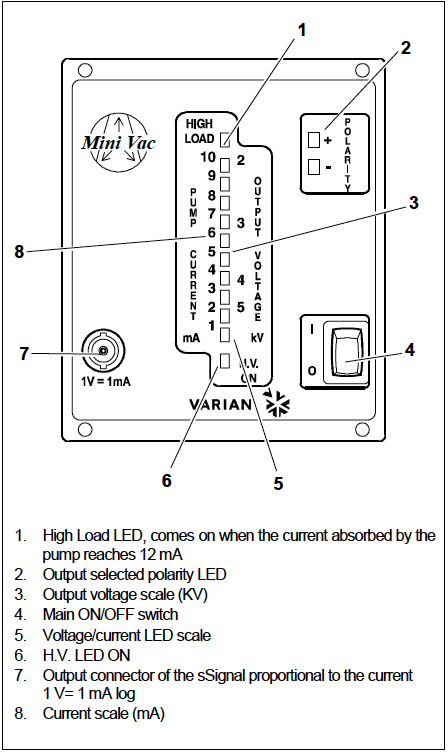 1
2
HIGH
LOAD
Mini Vac
+
-
POLARITY
10
9
8
7
6
5
4
3
2
1
2
3
4
5
PUMP CURRENT
OUTPUT VOLTAGE
3
8
mA
kV
I
O
4
7
1V = 1mA
H.V.
ON
VARIAN
6
5
1. High Load LED, comes on when the current absorbed by the
pump reaches 12 mA
2. Output selected polarity LED
3. Output voltage scale (KV)
4. Main ON/OFF switch
5. Voltage/current LED scale
6. H.V. LED ON
7. Output connector of the sSignal proportional to the current
1 V= 1 mA log
8. Current scale (mA)